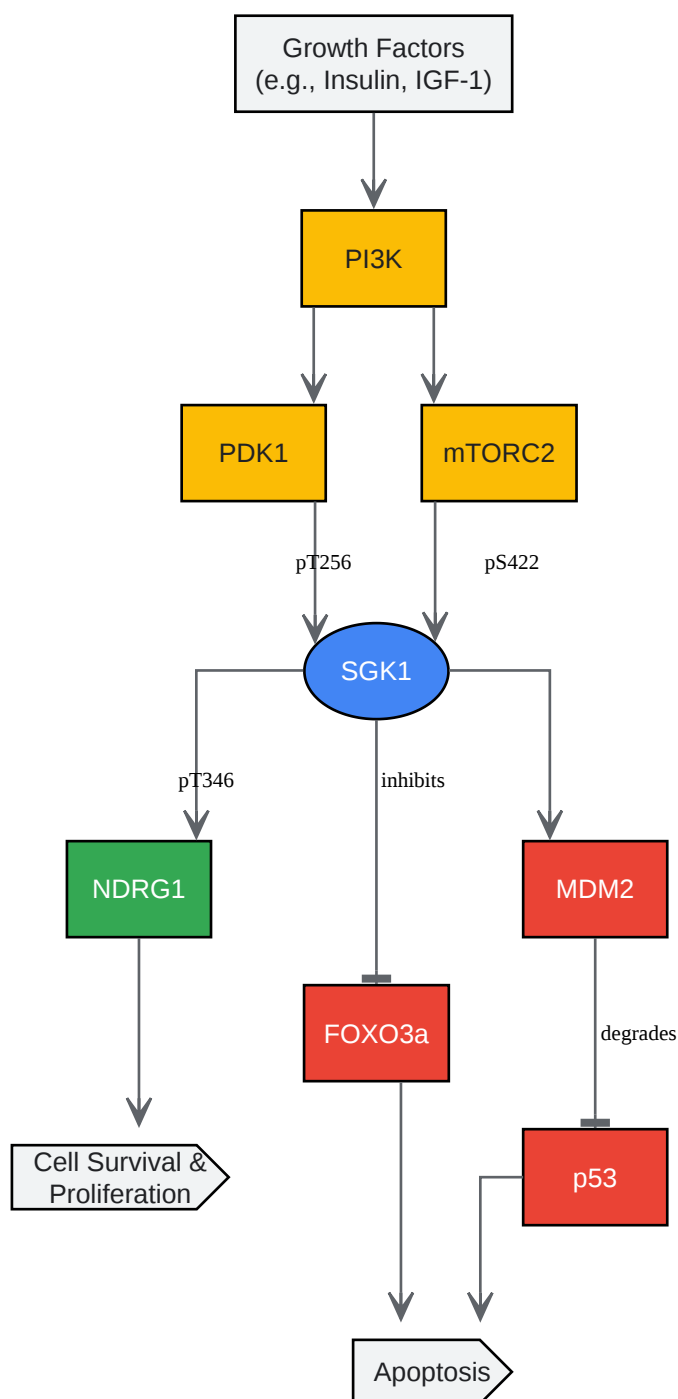 Growth Factors
(e.g., Insulin, IGF-1)
PI3K
PDK1
mTORC2
pT256
pS422
SGK1
pT346
inhibits
NDRG1
MDM2
FOXO3a
degrades
Cell Survival &
Proliferation
p53
Apoptosis